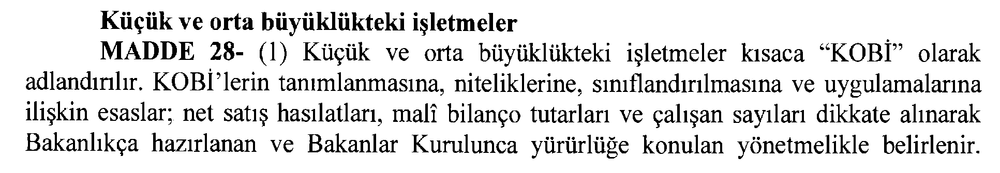 Küçük ve orta büyüklükteki işletmeler
MADDE 28- (1) Küçük ve orta büyüklükteki işletmeler kısaca “KOBİ” olarak
adlandırılır. KOBİ’lerin tanımlanmasına, niteliklerine, sınıflandırılmasına ve uygulamalarına
ilişkin esaslar; net satış hasılatları, malî bilanço tutarları ve çalışan sayıları dikkate alınarak
Bakanlıkça hazırlanan ve Bakanlar Kurulunca yürürlüğe konulan yönetmelikle belirlenir.